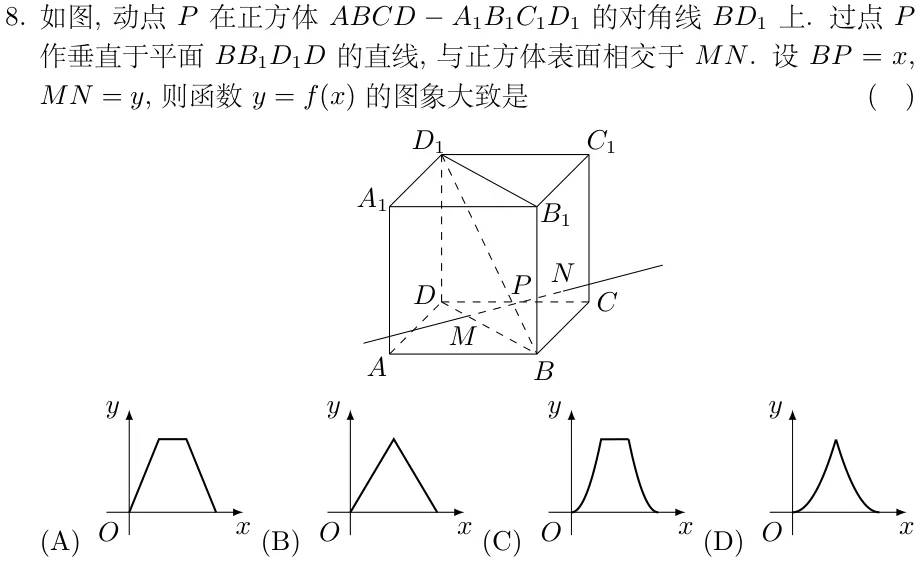 8. 如图, 动点 P 在正方体 ABCD − A₁B₁C₁D₁ 的对角线 BD₁ 上. 过点 P
作垂直于平面 BB₁D₁D 的直线, 与正方体表面相交于 MN. 设 BP = x,
MN = y, 则函数 y = f(x) 的图象大致是 ( )
D₁ C₁
A₁ B₁
D P N
M C
A B
y y y y
(A) O x (B) O x (C) O x (D) O x